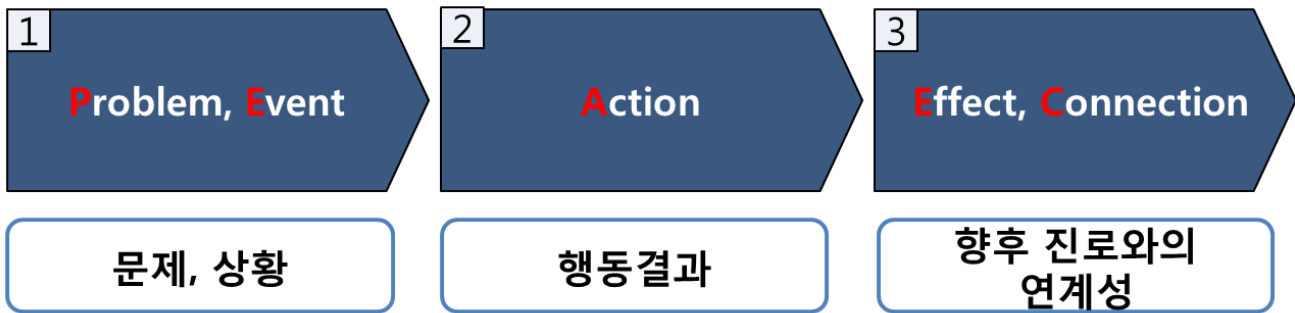 1
Problem, Event
2
Action
3
Effect, Connection
문제, 상황
행동결과
향후 진로와의
연계성